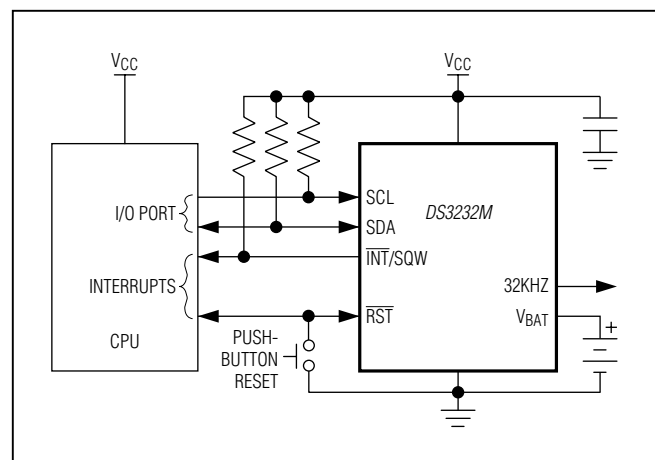 VCC
VCC
I/O PORT
INTERRUPTS
CPU
SCL
SDA
INT/SQW
RST
DS3232M
32KHZ
VBAT
+
PUSH-
BUTTON
RESET